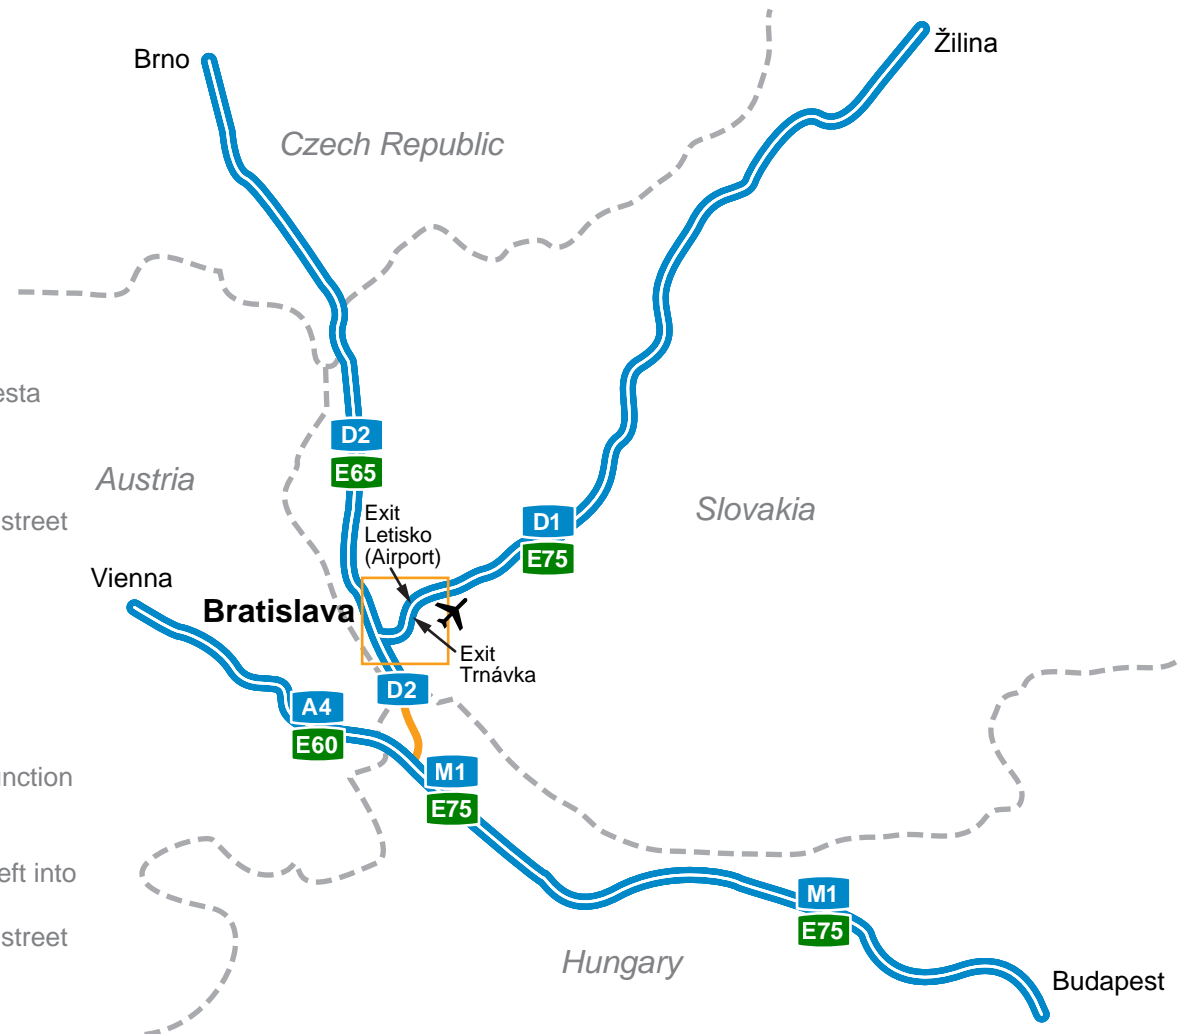 Brno
Žilina
Czech Republic
esta
D2
E65
Austria
Exit
Letisko
(Airport)
Slovakia
street
D1
E75
Vienna
Bratislava
Exit
Trnávka
D2
A4
E60
M1
E75
unction
eft into
M1
E75
street
Hungary
Budapest